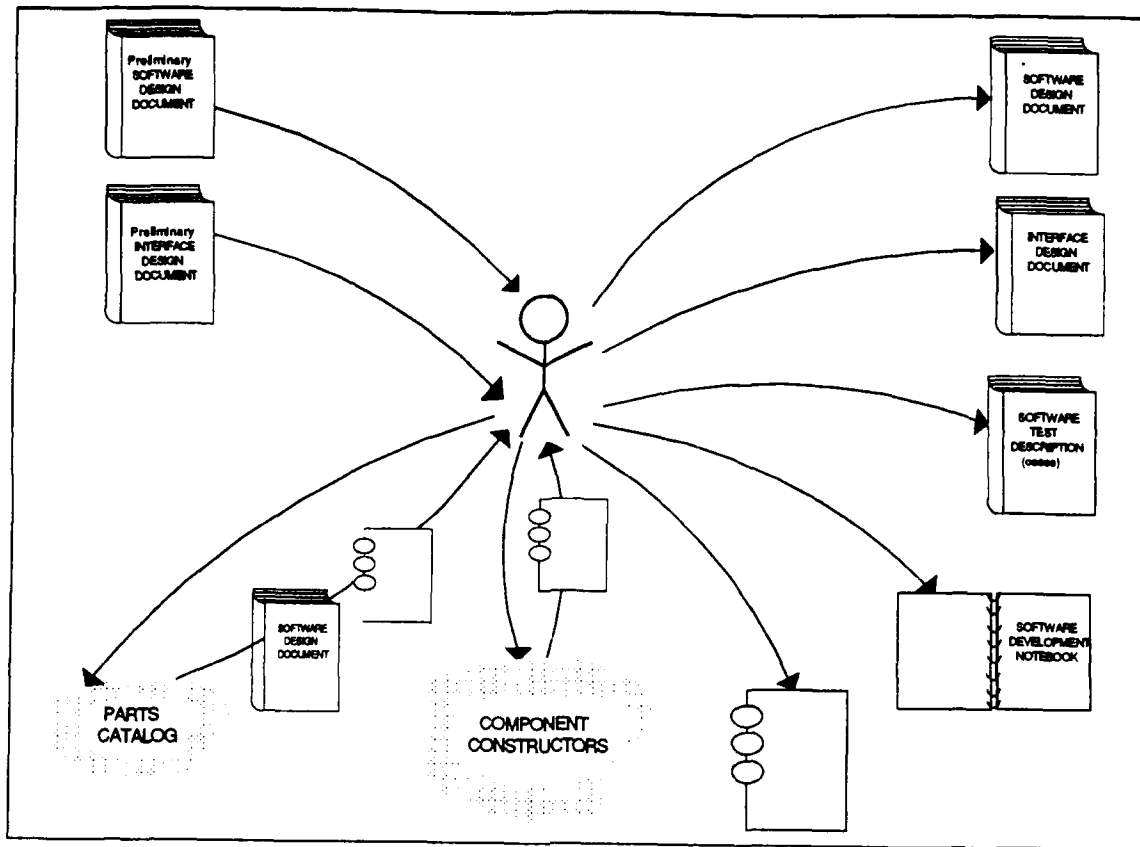 Preliminary
SOFTWARE
DESIGN
DOCUMENT
Preliminary
INTERFACE
DESIGN
DOCUMENT
SOFTWARE
DESIGN
DOCUMENT
INTERFACE
DESIGN
DOCUMENT
SOFTWARE
TEST
DESCRIPTION
(cases)
SOFTWARE
DEVELOPMENT
NOTEBOOK
SOFTWARE
DESIGN
DOCUMENT
PARTS
CATALOG
COMPONENT
CONSTRUCTORS